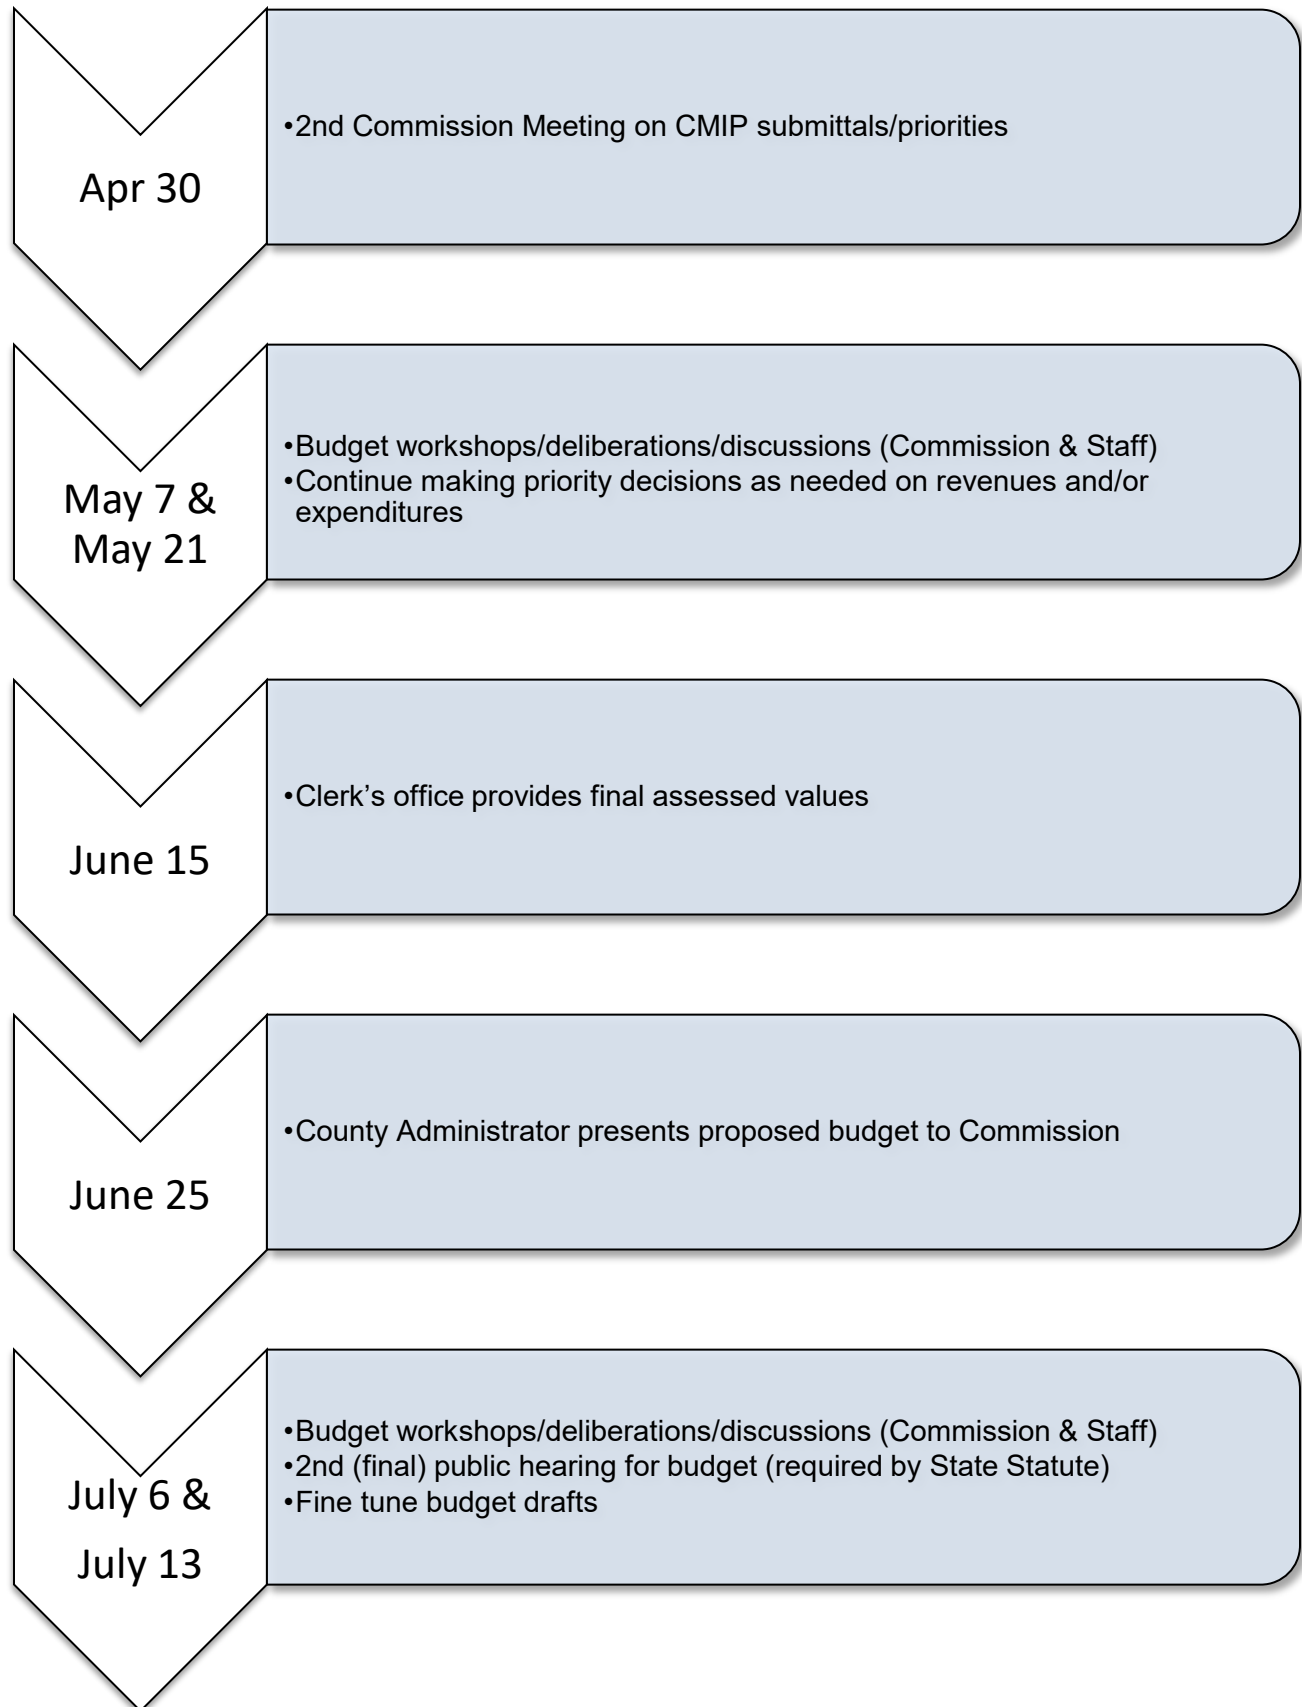 Apr 30
•2nd Commission Meeting on CMIP submittals/priorities
May 7 &
May 21
•Budget workshops/deliberations/discussions (Commission & Staff)
•Continue making priority decisions as needed on revenues and/or
expenditures
June 15
•Clerk’s office provides final assessed values
June 25
•County Administrator presents proposed budget to Commission
July 6 &
July 13
•Budget workshops/deliberations/discussions (Commission & Staff)
•2nd (final) public hearing for budget (required by State Statute)
•Fine tune budget drafts